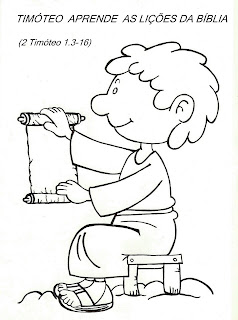 TIMÓTEO APRENDE AS LIÇÕES DA BÍBLIA
(2 Timóteo 1.3-16)